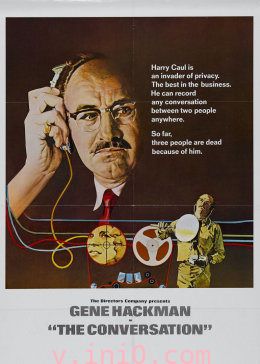 Harry Caul is
an invader of privacy.
The best in the business.
He can record
any conversation
between two people
anywhere.
So far,
three people are dead
because of him.
The Directors Company presents
GENE HACKMAN
in
"THE CONVERSATION"
v.ini0.com